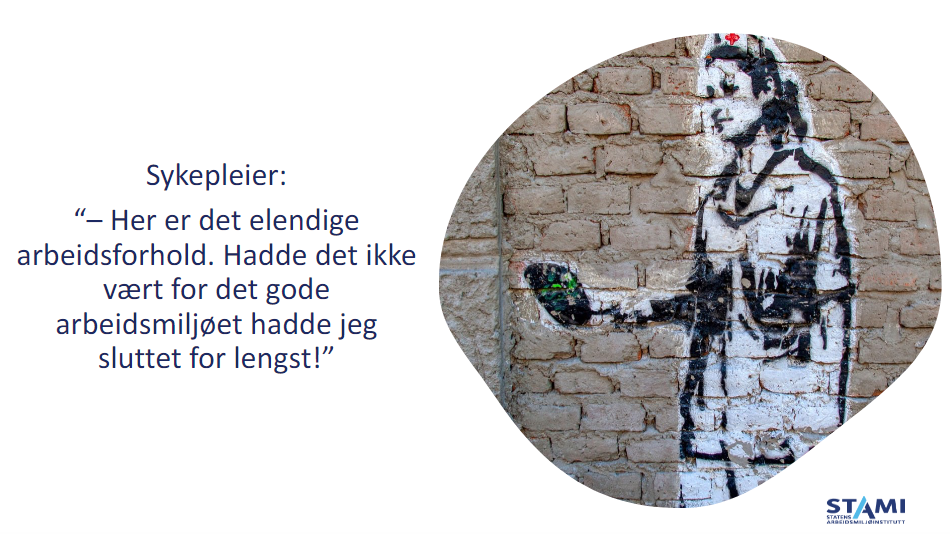 Sykepleier:
“– Her er det elendige
arbeidsforhold. Hadde det ikke
vært for det gode
arbeidsmiljøet hadde jeg
sluttet for lengst!”
STAMI
STATENS
ARBEIDSMILJØINSTITUTT